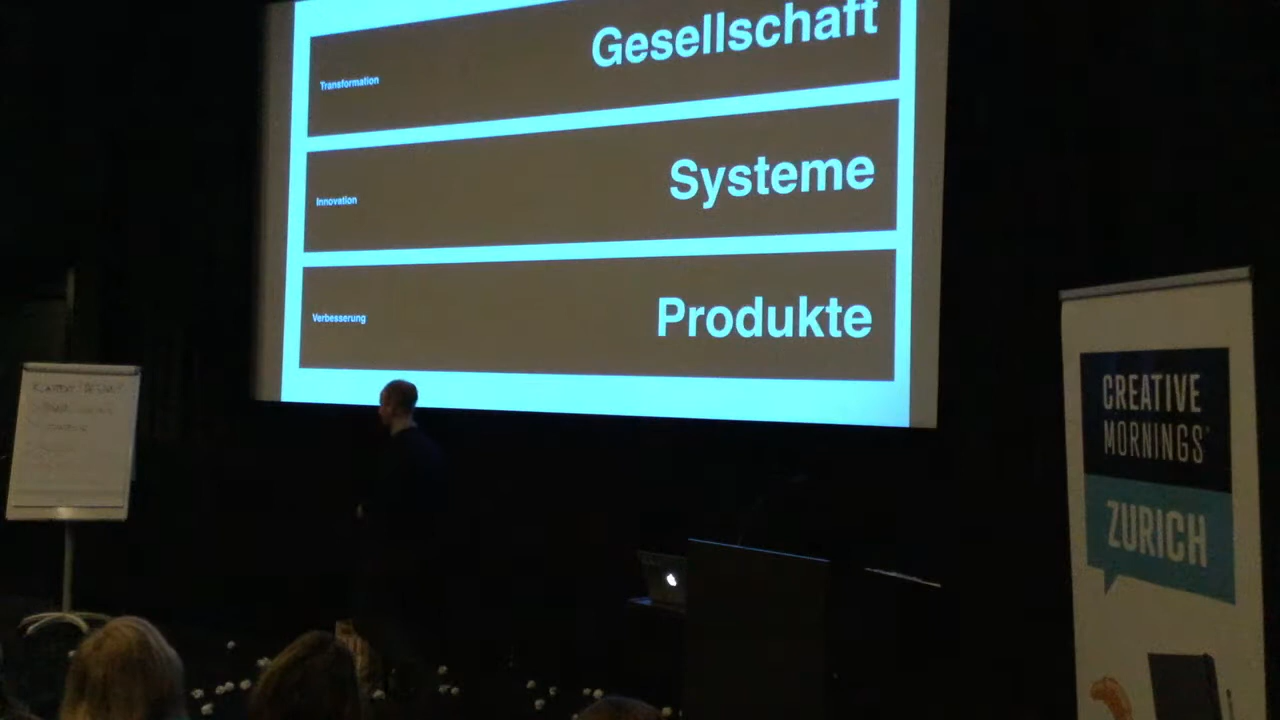 Transformation
Gesellschaft
Innovation
Systeme
Verbesserung
Produkte
CREATIVE
MORNINGS
ZURICH